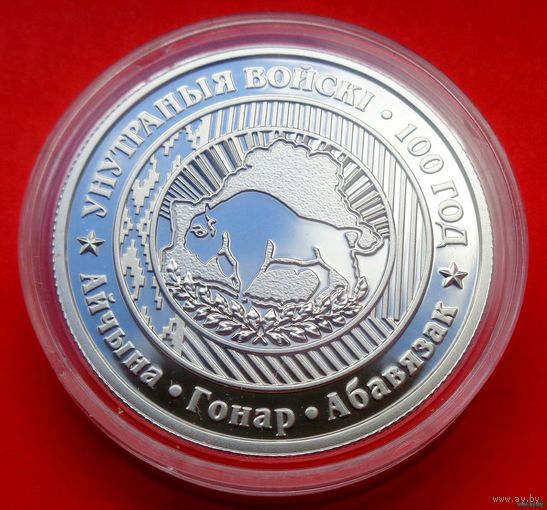 УНУТРАНЫЯ ВОЙСКІ · 100 ГОД
Айчына · Гонар · Абавязак
www.ay.by